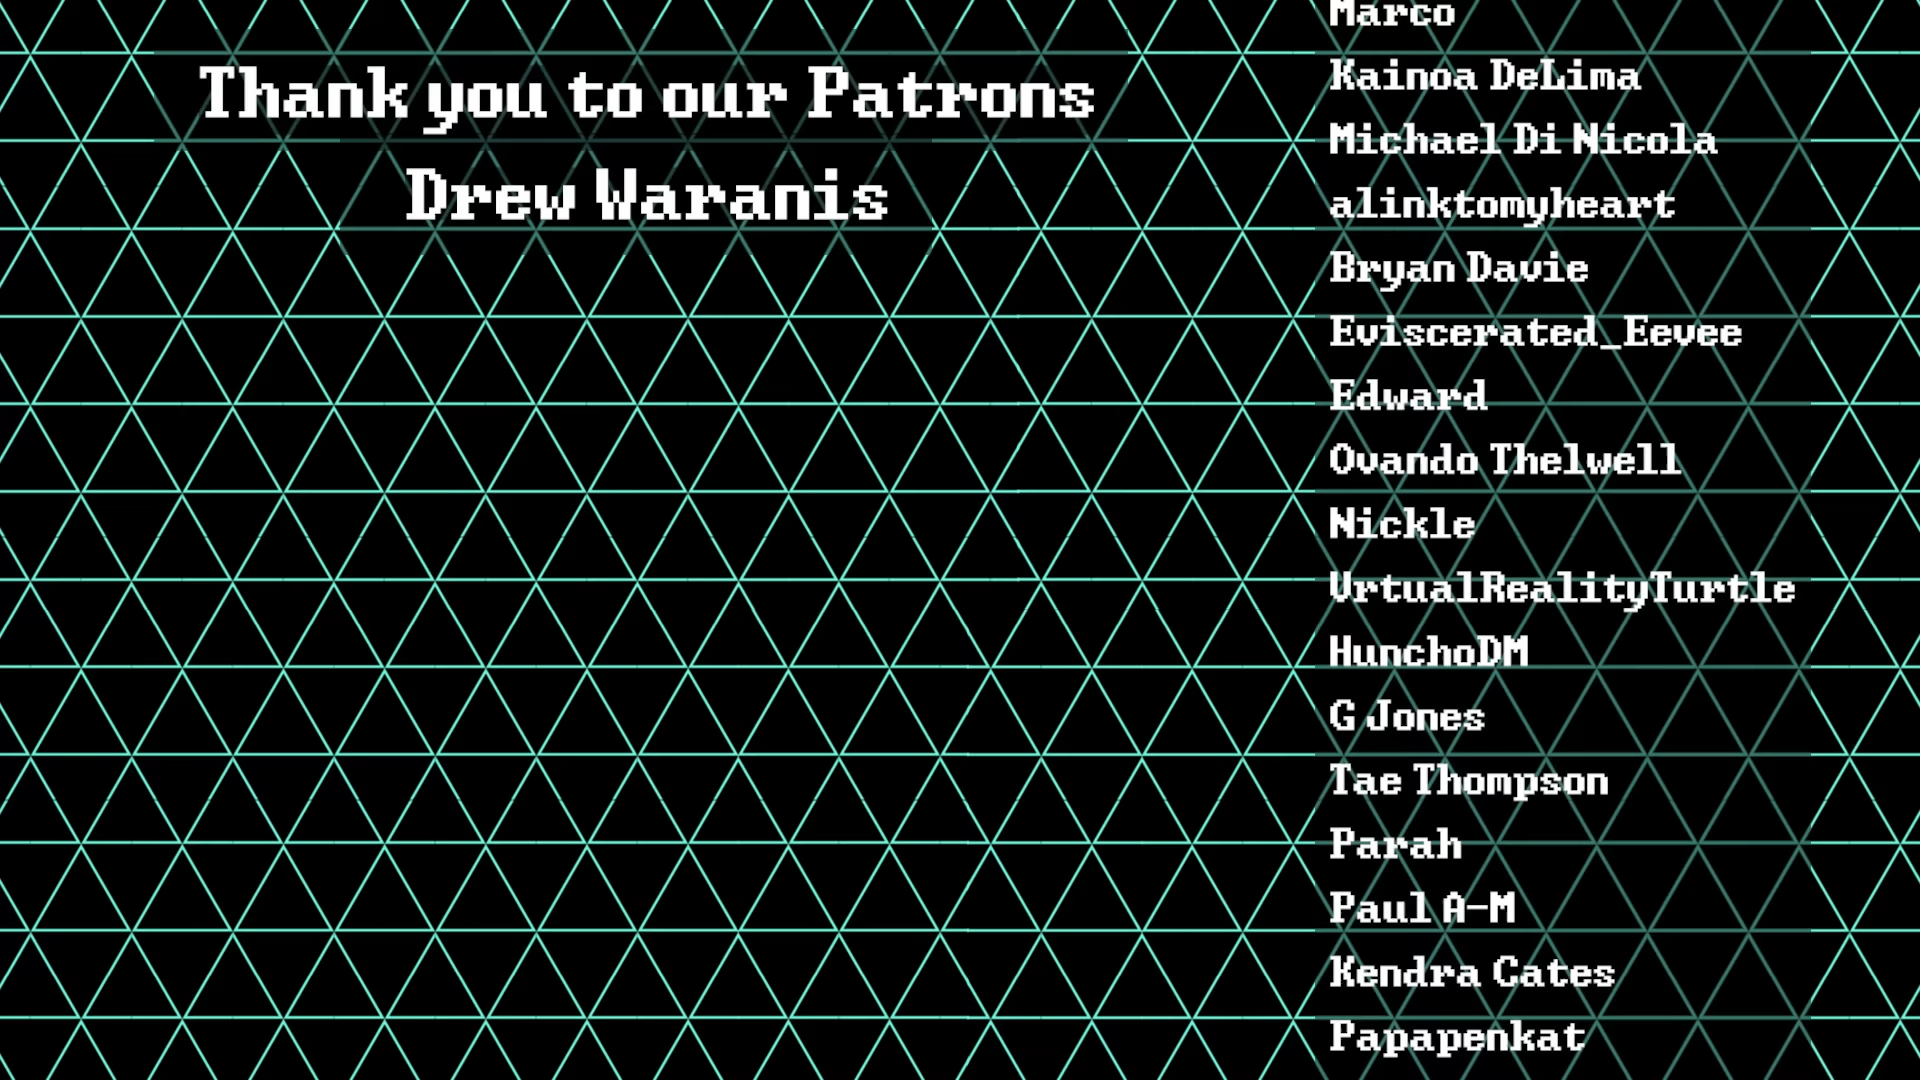 Thank you to our Patrons
Drew Waranis
Marco
Kainoa DeLima
Michael Di Nicola
alinktomyheart
Bryan Davie
Eviscerated_Eevee
Edward
Ovando Thelwell
Nickle
VrtualRealityTurtle
HunchoDM
G Jones
Tae Thompson
Parah
Paul A-M
Kendra Cates
Papapenkat